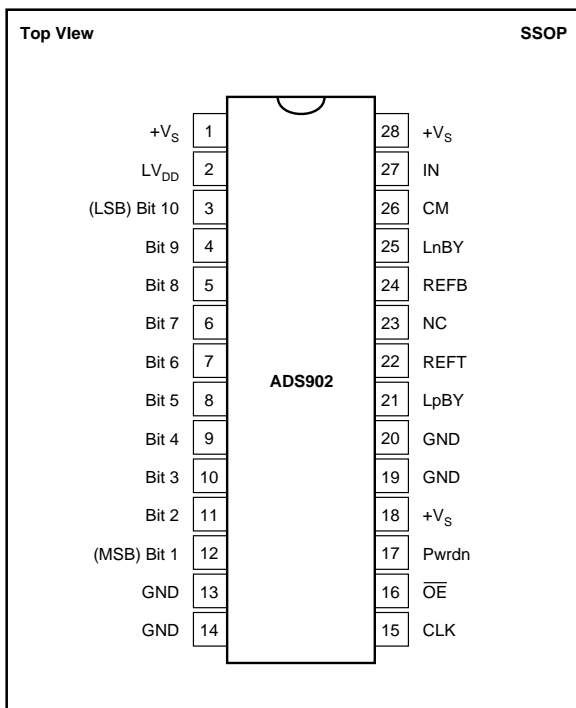 Top VIew SSOP
+VS 1 28 +VS
LVDD 2 27 IN
(LSB) Bit 10 3 26 CM
Bit 9 4 25 LnBY
Bit 8 5 24 REFB
Bit 7 6 23 NC
Bit 6 7 22 REFT
ADS902
Bit 5 8 21 LpBY
Bit 4 9 20 GND
Bit 3 10 19 GND
Bit 2 11 18 +VS
(MSB) Bit 1 12 17 Pwrdn
GND 13 16 O̅E̅
GND 14 15 CLK